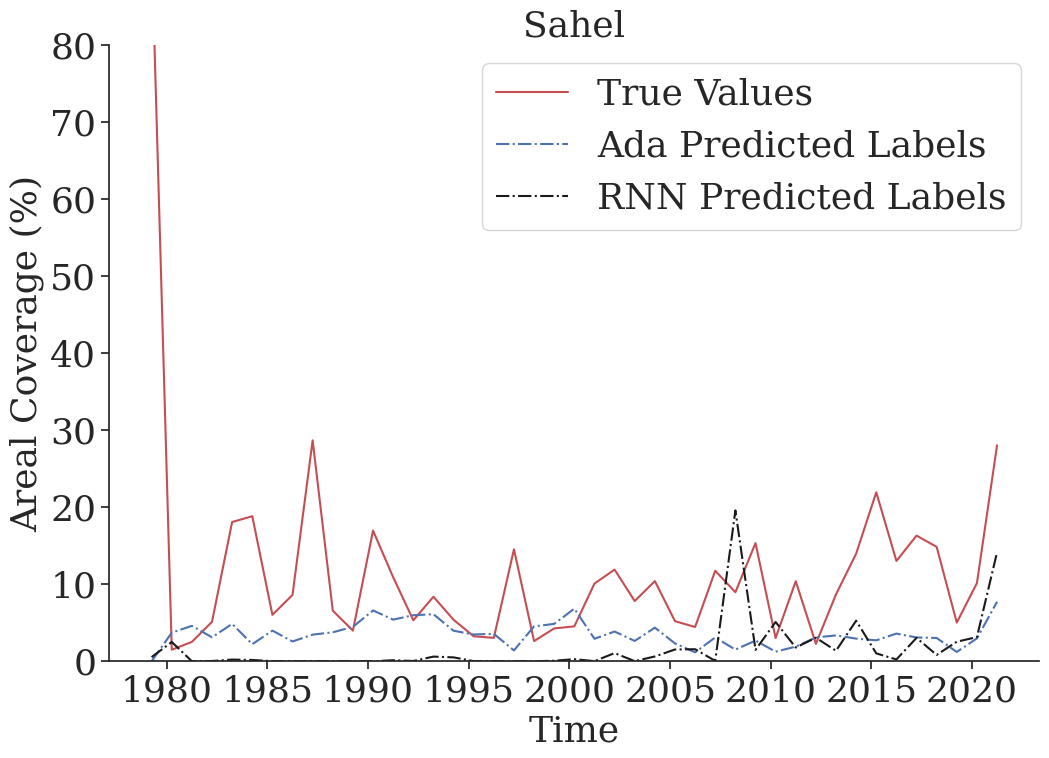 Sahel
True Values
Ada Predicted Labels
RNN Predicted Labels
Areal Coverage (%)
80
70
60
50
40
30
20
10
0
1980 1985 1990 1995 2000 2005 2010 2015 2020
Time